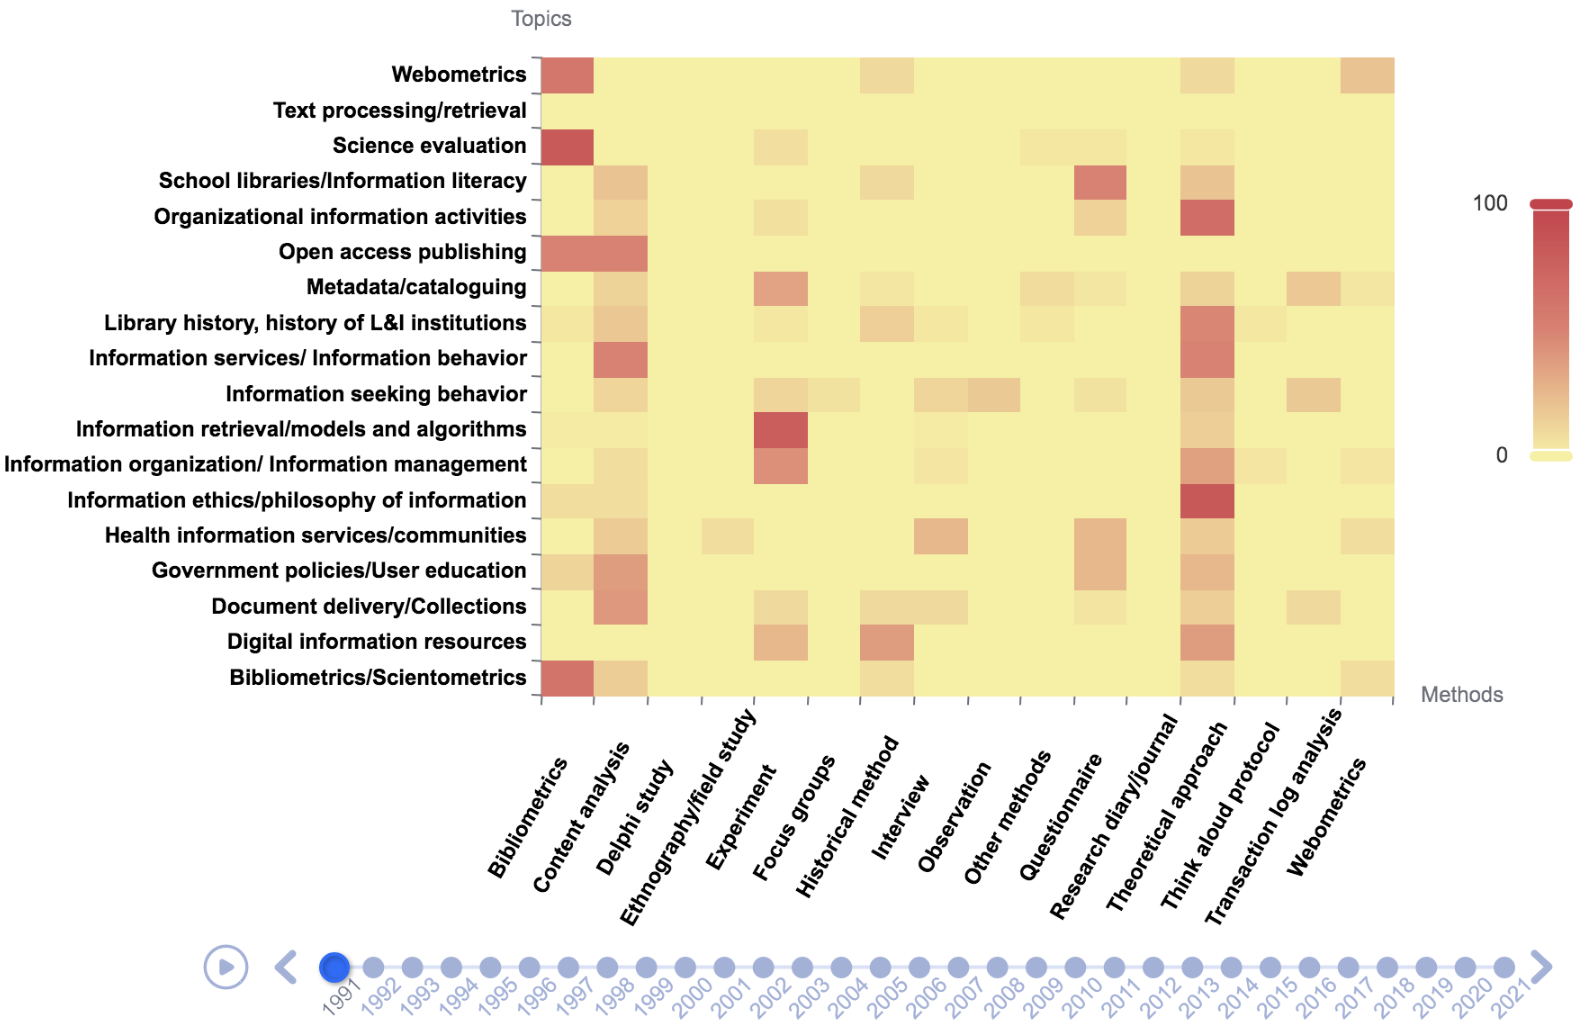 Topics
Webometrics
Text processing/retrieval
Science evaluation
School libraries/Information literacy
Organizational information activities
Open access publishing
Metadata/cataloguing
Library history, history of L&I institutions
Information services/ Information behavior
Information seeking behavior
Information retrieval/models and algorithms
Information organization/ Information management
Information ethics/philosophy of information
Health information services/communities
Government policies/User education
Document delivery/Collections
Digital information resources
Bibliometrics/Scientometrics
100
0
Methods
Bibliometrics
Content analysis
Delphi study
Ethnography/field study
Experiment
Focus groups
Historical method
Interview
Observation
Other methods
Questionnaire
Research diary/journal
Theoretical approach
Think aloud protocol
Transaction log analysis
Webometrics
1991
1992
1993
1994
1995
1996
1997
1998
1999
2000
2001
2002
2003
2004
2005
2006
2007
2008
2009
2010
2011
2012
2013
2014
2015
2016
2017
2018
2019
2020
2021